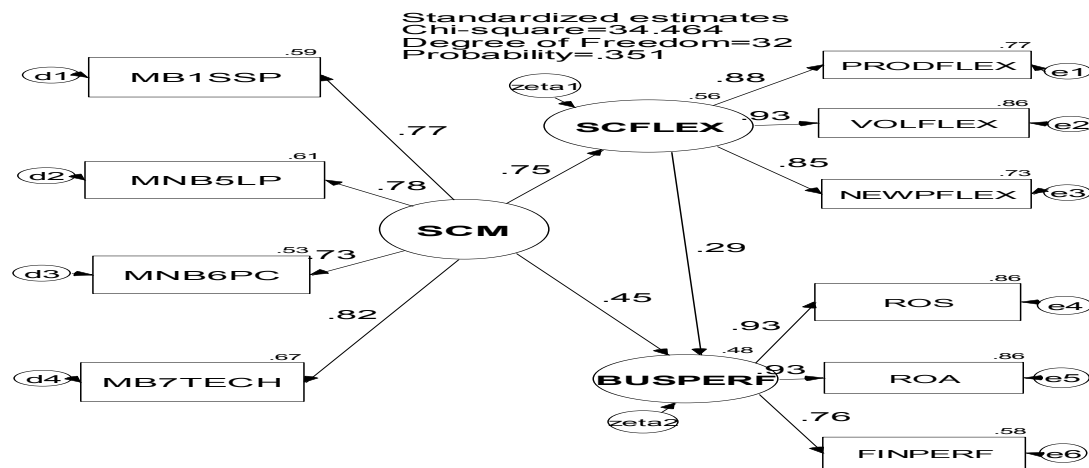 Standardized estimates
Chi-square=34.464
Degree of Freedom=32
Probability=.351
.59
d1
MB1SSP
.77
.61
d2
MNB5LP
.78
.53
d3
MNB6PC
.73
.67
d4
MB7TECH
.82
SCM
.75
.45
zeta1
.56
SCFLEX
.29
.88
.77
PRODFLEX
e1
.93
.86
VOLFLEX
e2
.85
.73
NEWPFLEX
e3
.48
BUSPERF
zeta2
.93
.86
ROS
e4
.93
.86
ROA
e5
.76
.58
FINPERF
e6